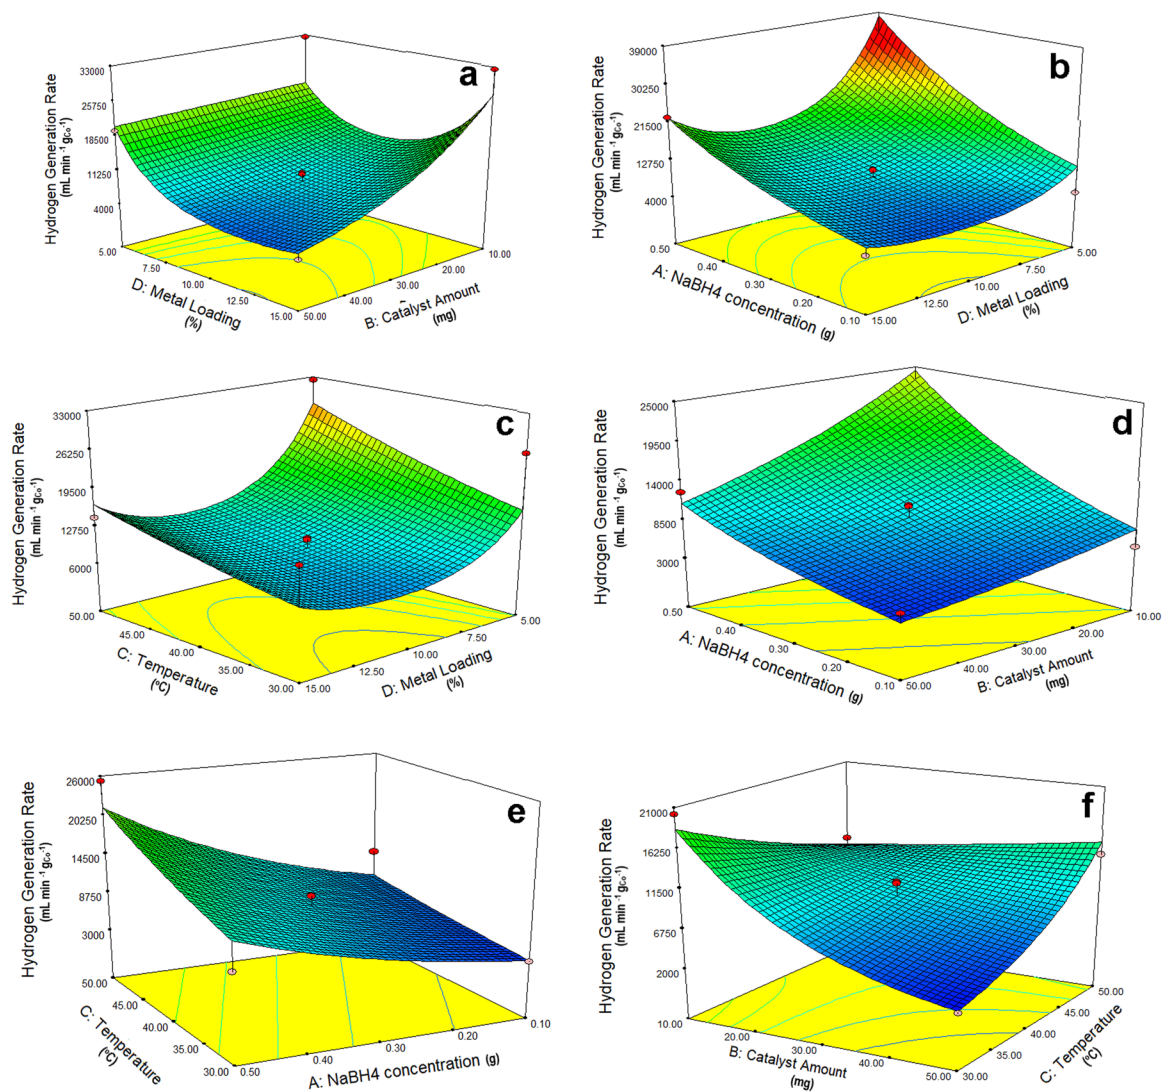 a
Hydrogen Generation Rate
(mL min -1 gCo-1)
33000
25750
18500
11250
4000
5.00
7.50
10.00
12.50
15.00
D: Metal Loading
(%)
50.00
40.00
30.00
20.00
10.00
B: Catalyst Amount
(mg)
b
Hydrogen Generation Rate
(mL min -1 gCo-1)
39000
30250
21500
12750
4000
0.50
0.40
0.30
0.20
0.10
A: NaBH4 concentration (g)
15.00
12.50
10.00
7.50
5.00
D: Metal Loading
(%)
c
Hydrogen Generation Rate
(mL min -1 gCo-1)
33000
26250
19500
12750
6000
50.00
45.00
40.00
35.00
30.00
C: Temperature
(ºC)
15.00
12.50
10.00
7.50
5.00
D: Metal Loading
(%)
d
Hydrogen Generation Rate
(mL min -1 gCo-1)
25000
19500
14000
8500
3000
0.50
0.40
0.30
0.20
0.10
A: NaBH4 concentration (g)
50.00
40.00
30.00
20.00
10.00
B: Catalyst Amount
(mg)
e
Hydrogen Generation Rate
(mL min -1 gCo-1)
26000
20250
14500
8750
3000
50.00
45.00
40.00
35.00
30.00
C: Temperature
(ºC)
0.50
0.40
0.30
0.20
0.10
A: NaBH4 concentration (g)
f
Hydrogen Generation Rate
(mL min -1 gCo-1)
21000
16250
11500
6750
2000
10.00
20.00
30.00
40.00
50.00
B: Catalyst Amount
(mg)
30.00
35.00
40.00
45.00
50.00
C: Temperature
(ºC)